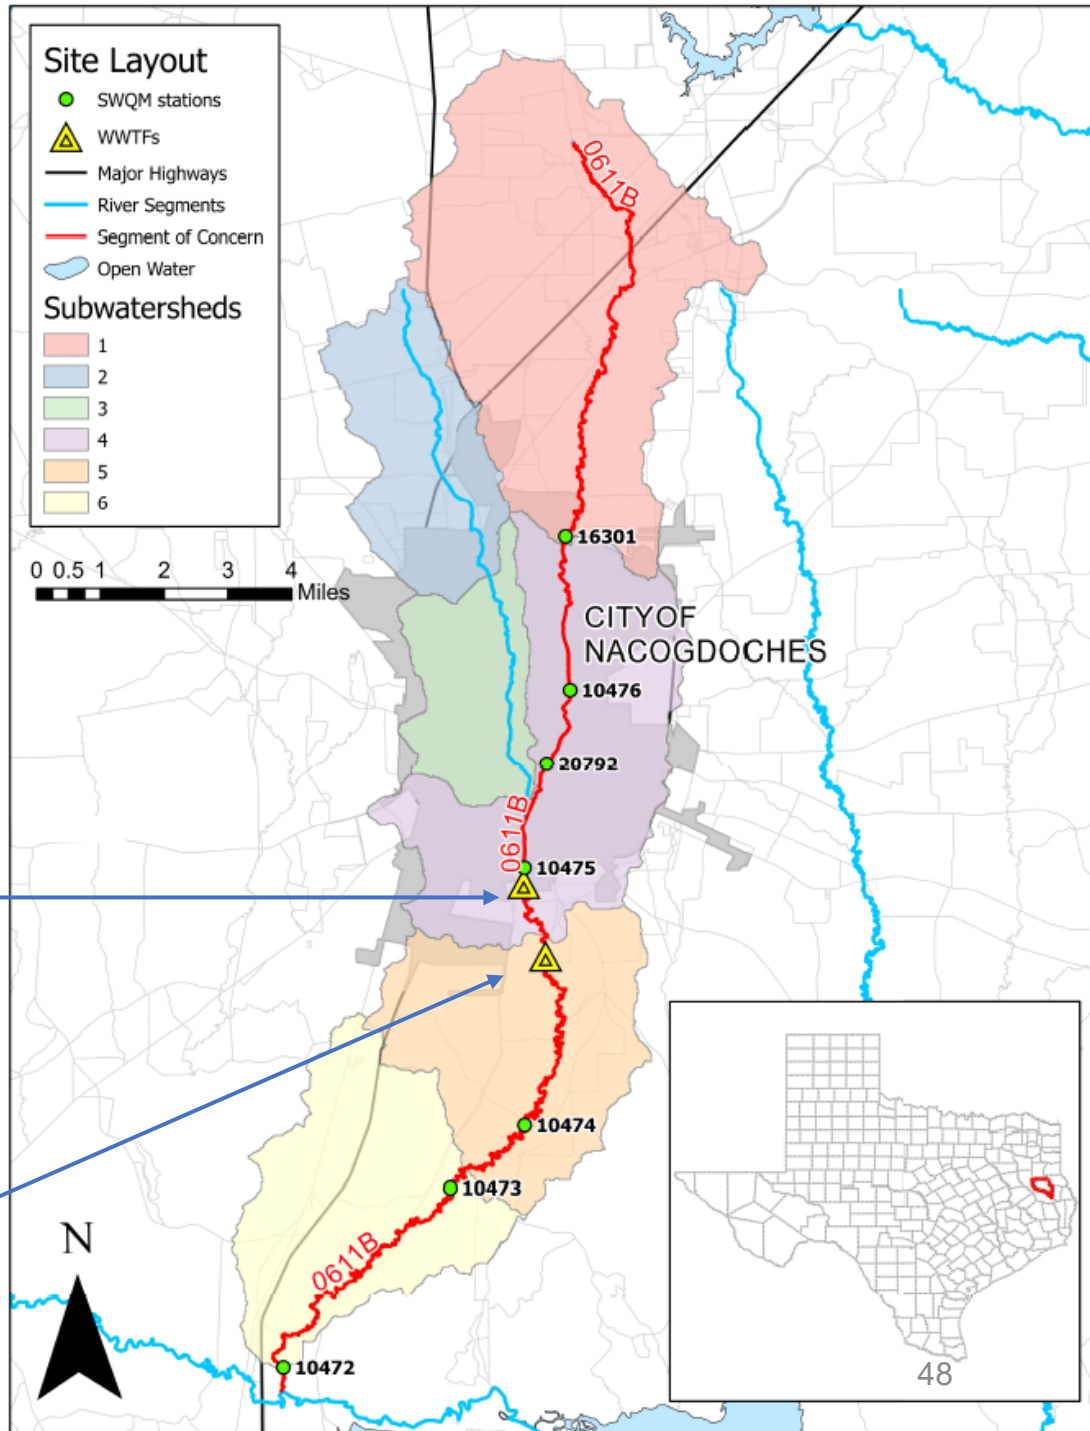 Site Layout
SWQM stations
WWTFs
Major Highways
River Segments
Segment of Concern
Open Water
Subwatersheds
1
2
3
4
5
6
0 0.5 1 2 3 4
Miles
0611B
16301
CITYOF
NACOGDOCHES
10476
20792
0611B
10475
10474
10473
0611B
10472
N
48